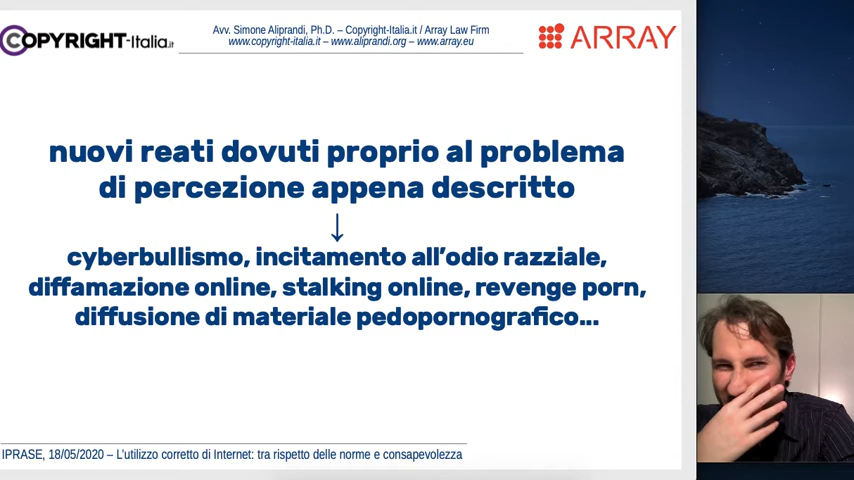 COPYRIGHT-Italia.it
Avv. Simone Aliprandi, Ph.D. – Copyright-Italia.it / Array Law Firm
www.copyright-italia.it – www.aliprandi.org – www.array.eu
ARRAY
nuovi reati dovuti proprio al problema
di percezione appena descritto
↓
cyberbullismo, incitamento all’odio razziale,
diffamazione online, stalking online, revenge porn,
diffusione di materiale pedopornografico...
IPRASE, 18/05/2020 – L’utilizzo corretto di Internet: tra rispetto delle norme e consapevolezza